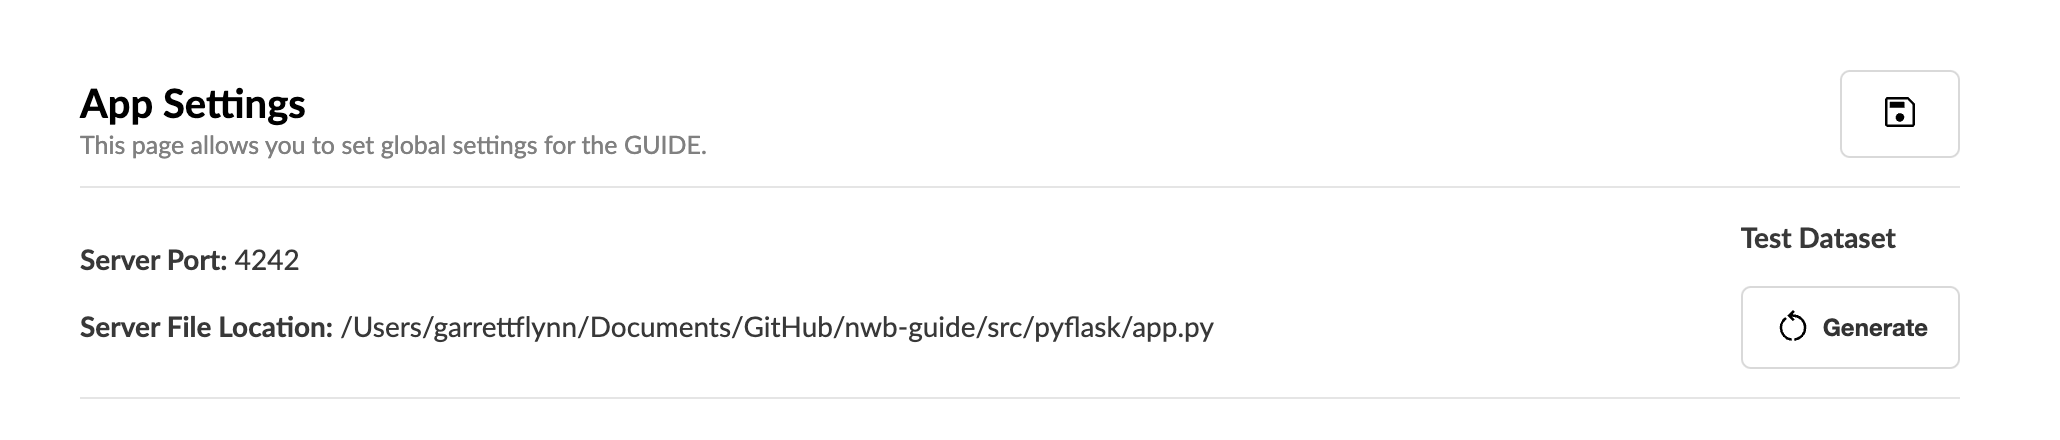 App Settings
This page allows you to set global settings for the GUIDE.
Server Port: 4242
Server File Location: /Users/garrettflynn/Documents/GitHub/nwb-guide/src/pyflask/app.py
Test Dataset
Generate